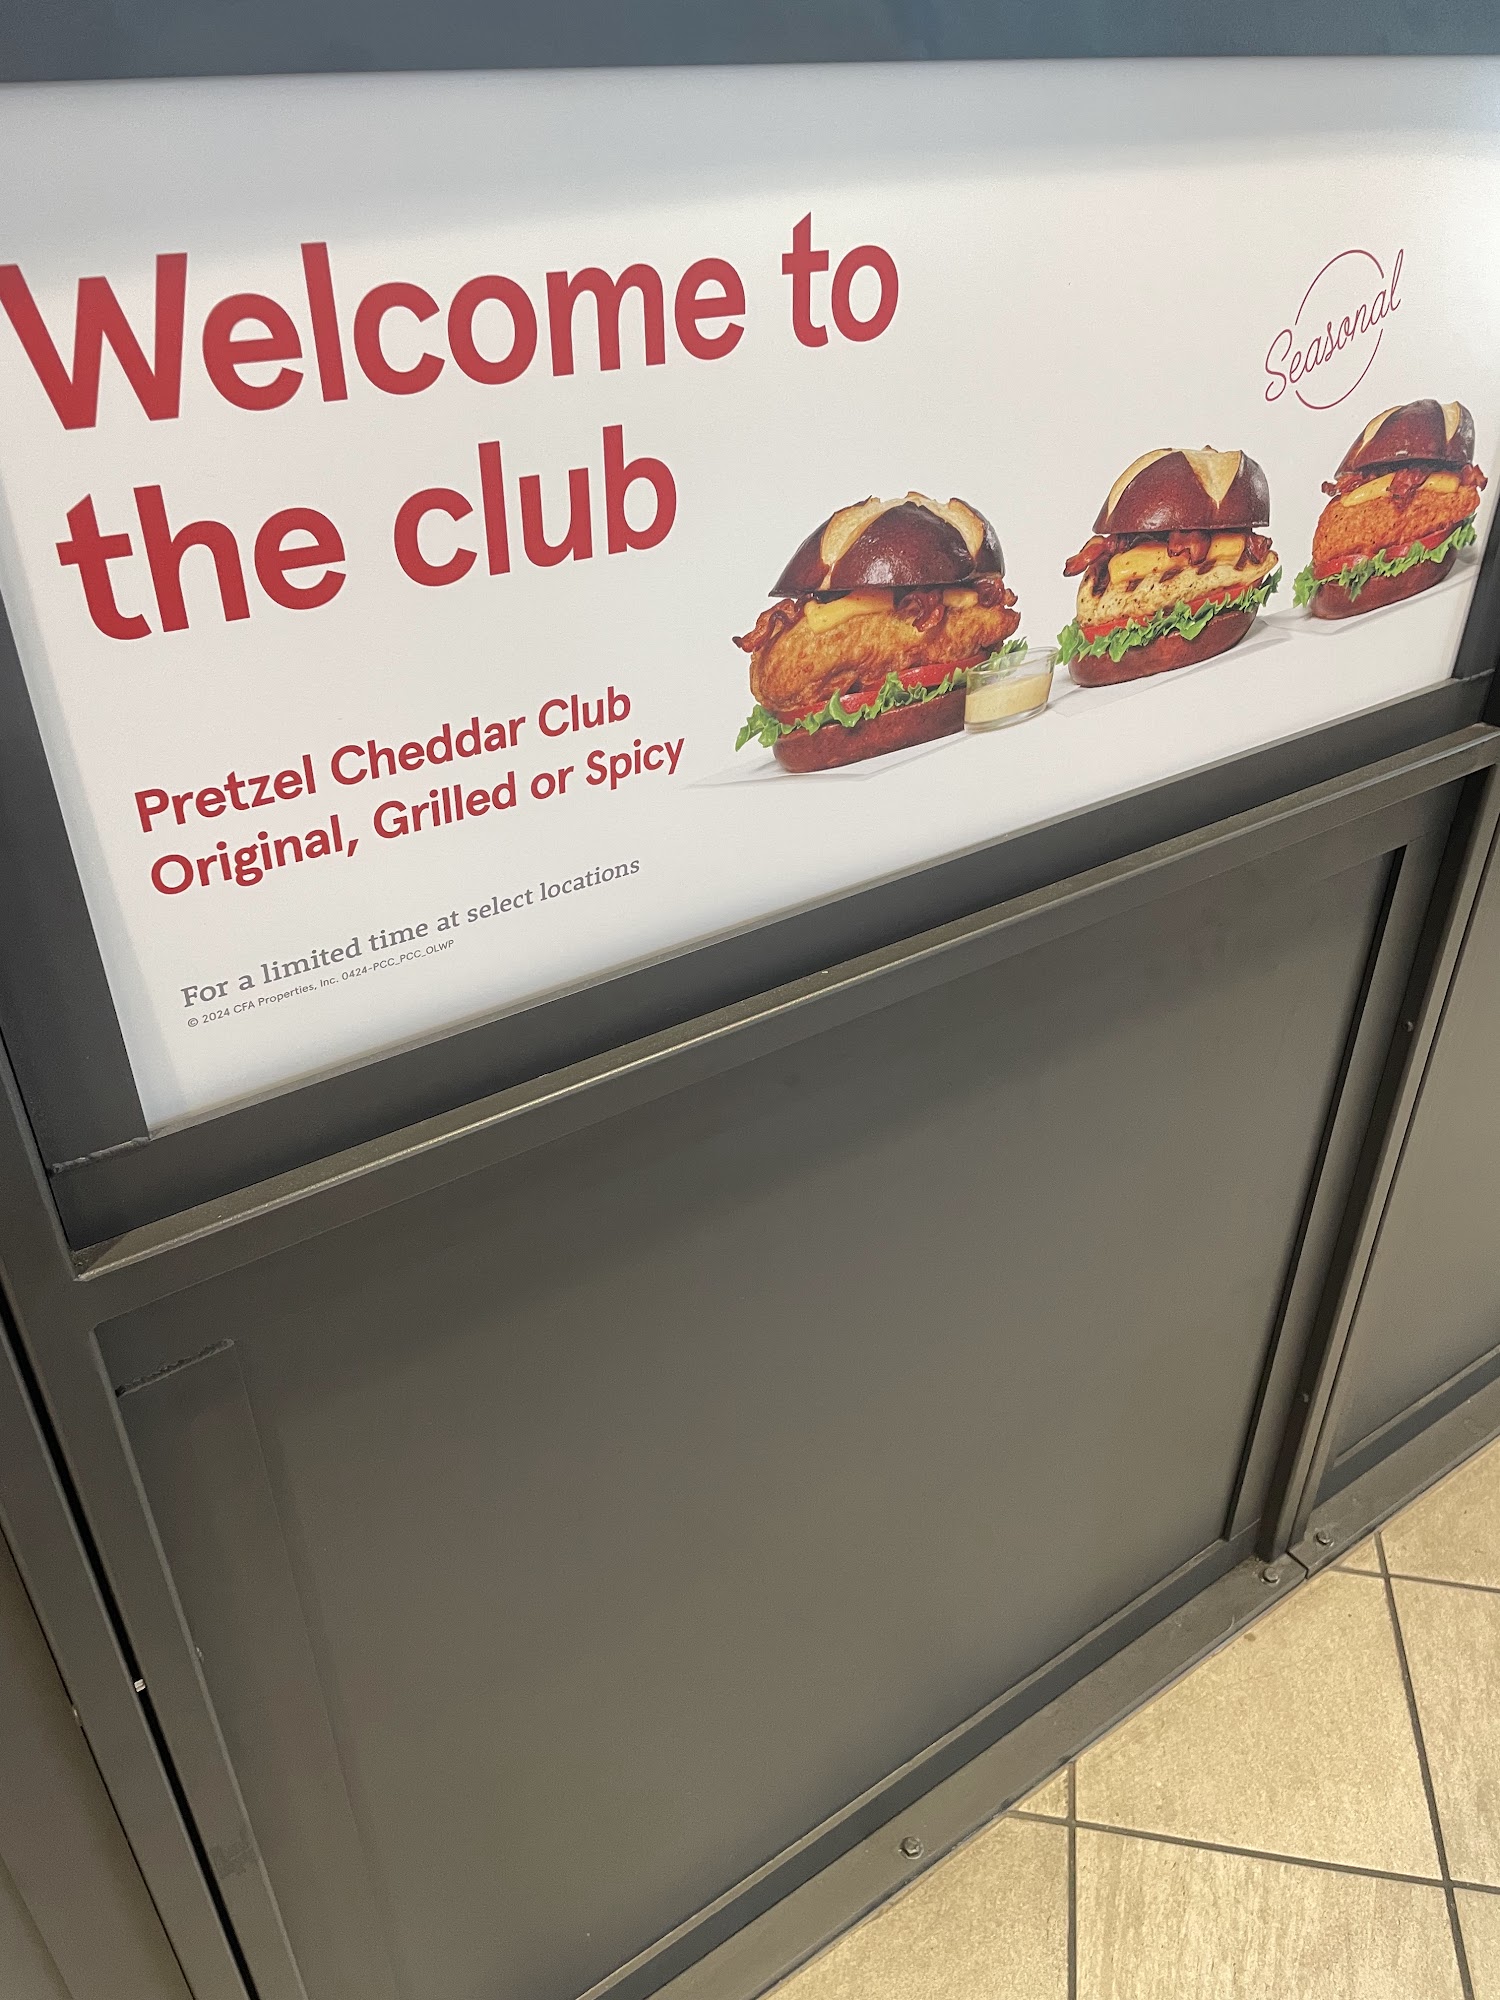 Welcome to
the club
Seasonal
Pretzel Cheddar Club
Original, Grilled or Spicy
For a limited time at select locations
© 2024 CFA Properties, Inc. 0424-PCC_PCC_OLWP